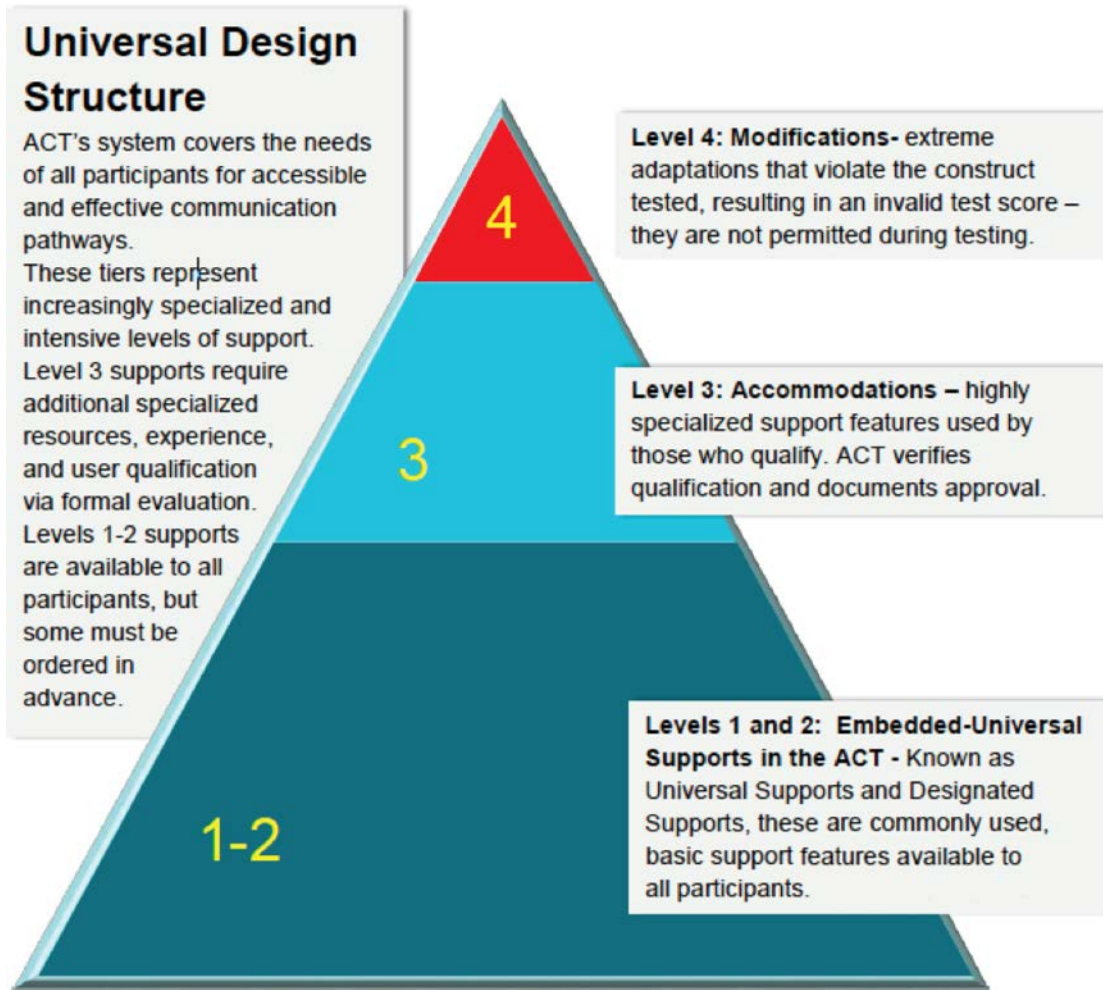 Universal Design
Structure
ACT's system covers the needs
of all participants for accessible
and effective communication
pathways.
These tiers represent
increasingly specialized and
intensive levels of support.
Level 3 supports require
additional specialized
resources, experience,
and user qualification
via formal evaluation.
Levels 1-2 supports
are available to all
participants, but
some must be
ordered in
advance.
4
Level 4: Modifications- extreme
adaptations that violate the construct
tested, resulting in an invalid test score –
they are not permitted during testing.
3
Level 3: Accommodations – highly
specialized support features used by
those who qualify. ACT verifies
qualification and documents approval.
1-2
Levels 1 and 2: Embedded-Universal
Supports in the ACT - Known as
Universal Supports and Designated
Supports, these are commonly used,
basic support features available to
all participants.